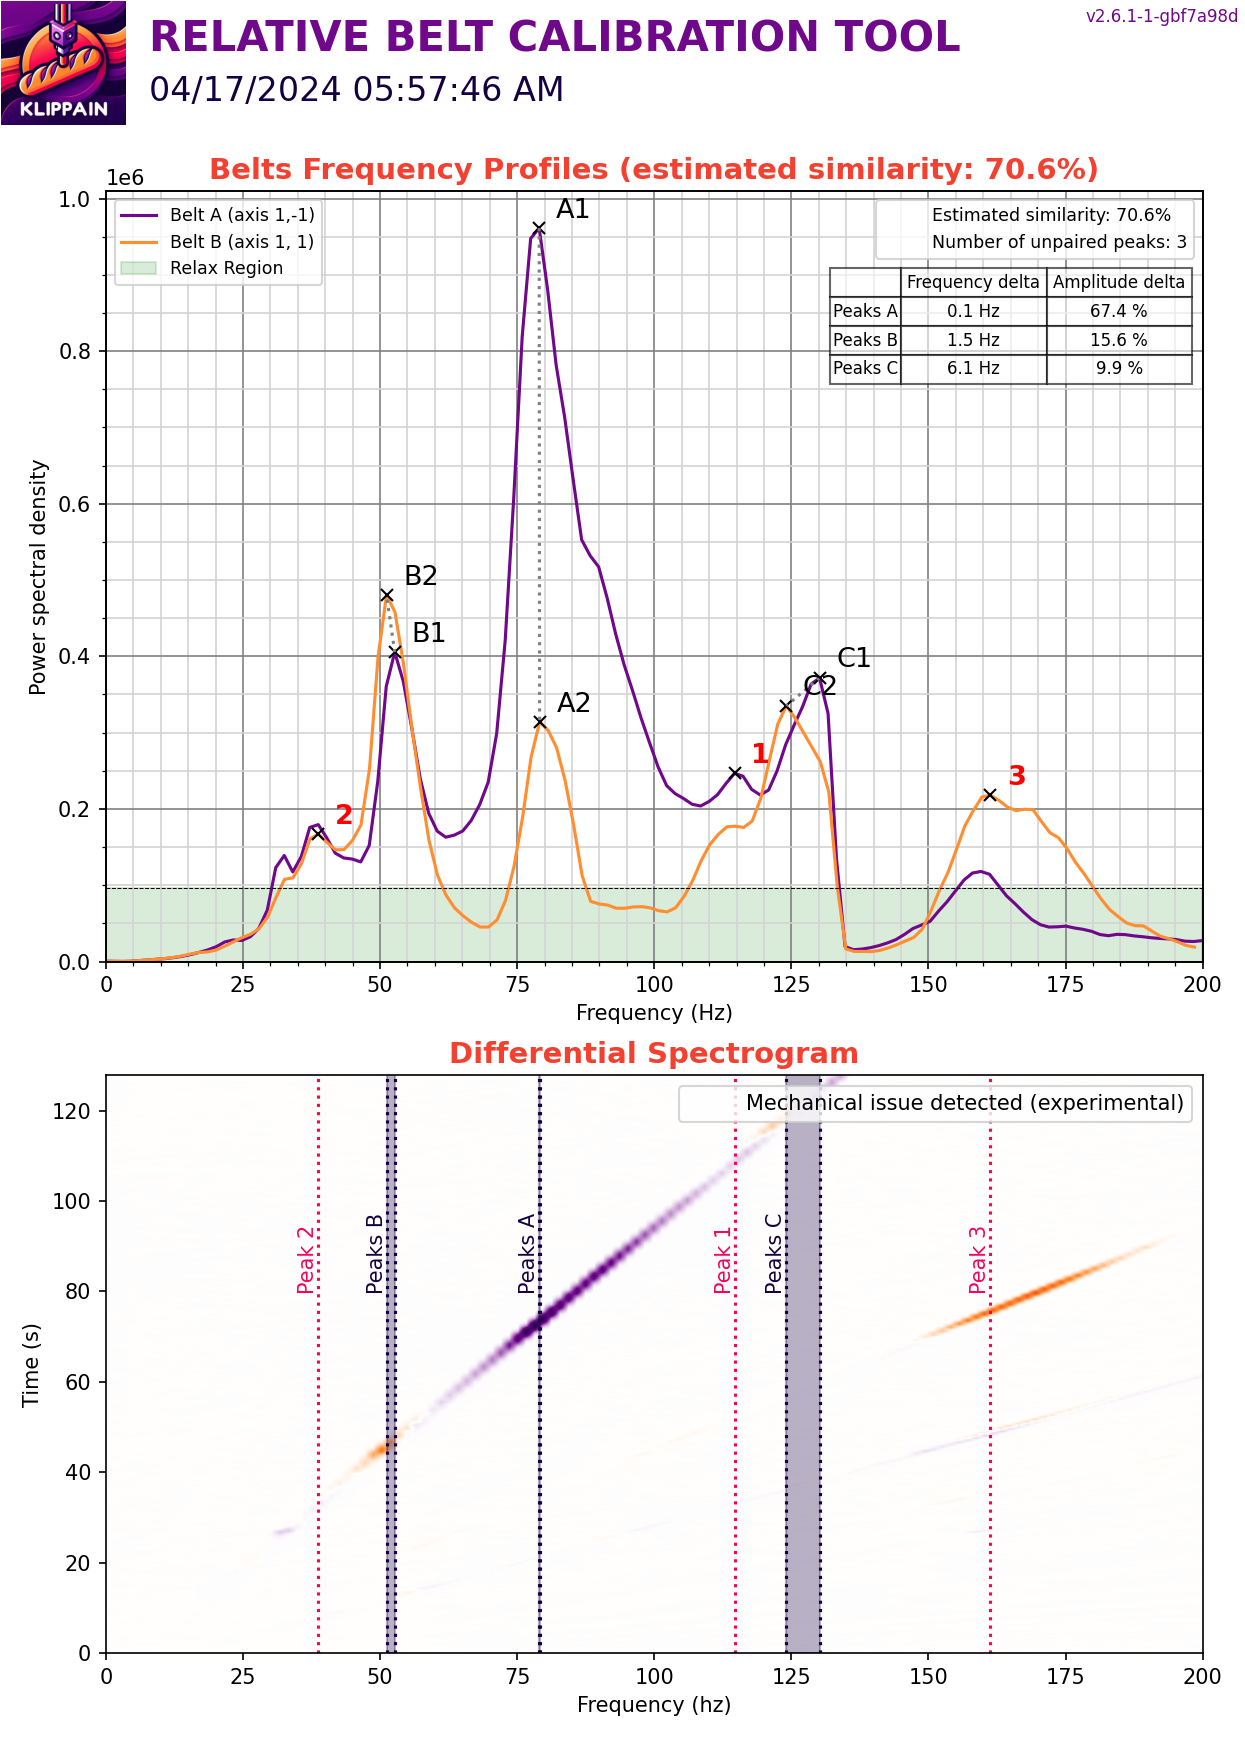 KLIPPAIN
RELATIVE BELT CALIBRATION TOOL
04/17/2024 05:57:46 AM
v2.6.1-1-gbf7a98d
Belts Frequency Profiles (estimated similarity: 70.6%)
1e6
Belt A (axis 1,-1)
Belt B (axis 1, 1)
Relax Region
Estimated similarity: 70.6%
Number of unpaired peaks: 3
Frequency delta Amplitude delta
Peaks A 0.1 Hz 67.4 %
Peaks B 1.5 Hz 15.6 %
Peaks C 6.1 Hz 9.9 %
A1
B2
B1
A2
C1
C2
1
2
3
Power spectral density
1.0
0.8
0.6
0.4
0.2
0.0
0 25 50 75 100 125 150 175 200
Frequency (Hz)
Differential Spectrogram
Mechanical issue detected (experimental)
Peak 2
Peaks B
Peaks A
Peak 1
Peaks C
Peak 3
Time (s)
120
100
80
60
40
20
0
0 25 50 75 100 125 150 175 200
Frequency (hz)